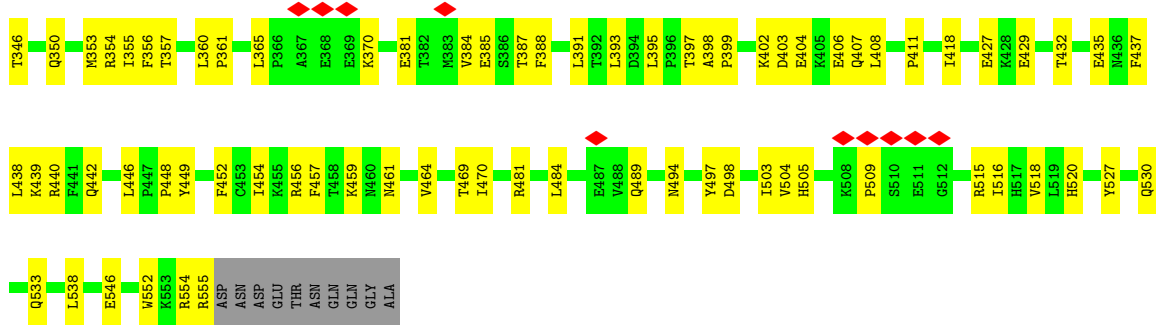 T346 Q350 M353 R354 I355 F356 T357 L360 P361 L365 P366 A367 E368 E369 K370 E381 T382 M383 V384 E385 S386 T387 F388 L391 T392 L393 D394 L395 P396 T397 A398 P399 K402 D403 E404 K405 E406 Q407 L408 P411 I418 E427 K428 E429 T432 E435 N436 F437
L438 K439 R440 F441 Q442 L446 P447 P448 Y449 F452 C453 I454 K455 R456 F457 T458 K459 N460 N461 V464 T469 I470 R481 L484 E487 V488 Q489 N494 Y497 D498 I503 V504 H505 K508 P509 S510 E511 G512 R515 I516 H517 V518 L519 H520 Y527 Q530
Q533 L538 E546 W552 K553 R554 R555 ASP ASN ASP GLU THR ASN GLN GLN GLY ALA